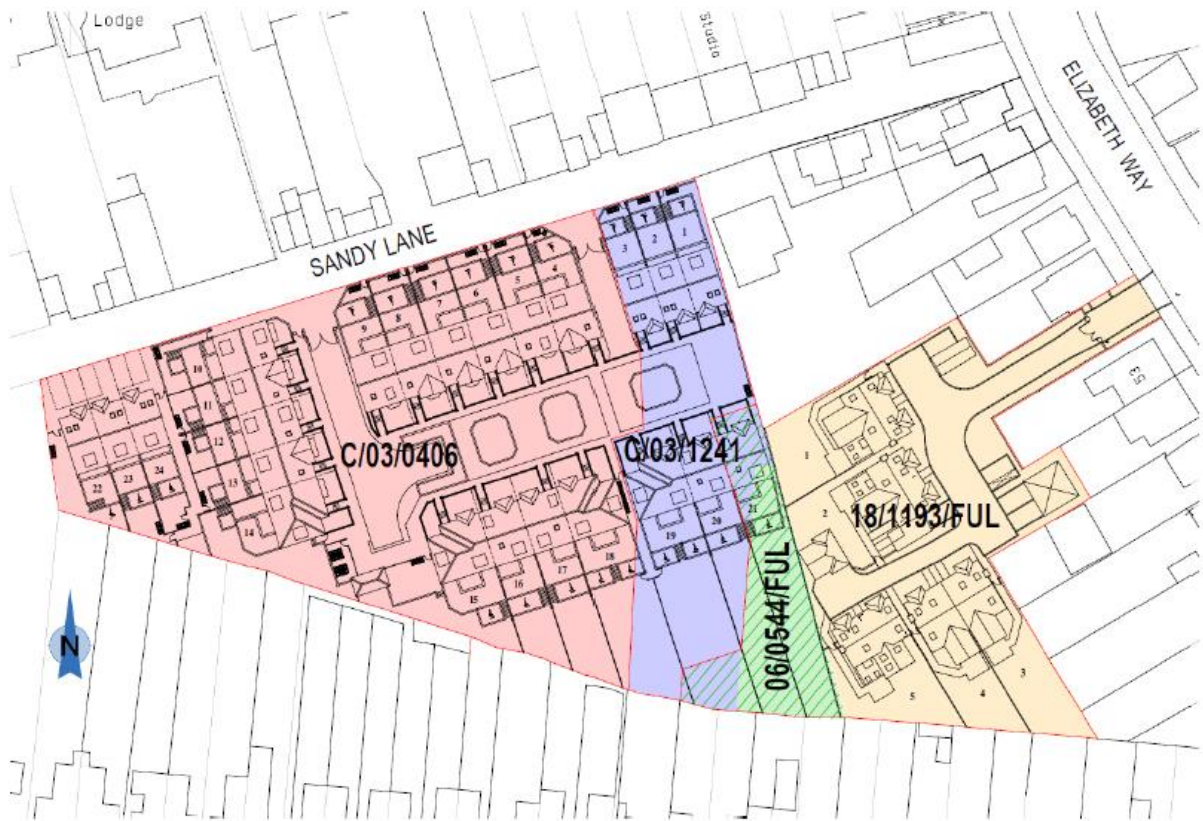 Lodge
Studio
ELIZABETH WAY
SANDY LANE
3 2 1
9 8 7 6 5 4
10
11
12
13
14
22 23 24
C/03/0406
C/03/1241
15 16 17 18
19 20 21
06/0544/FUL
53
1
2
18/1193/FUL
5 4 3
N